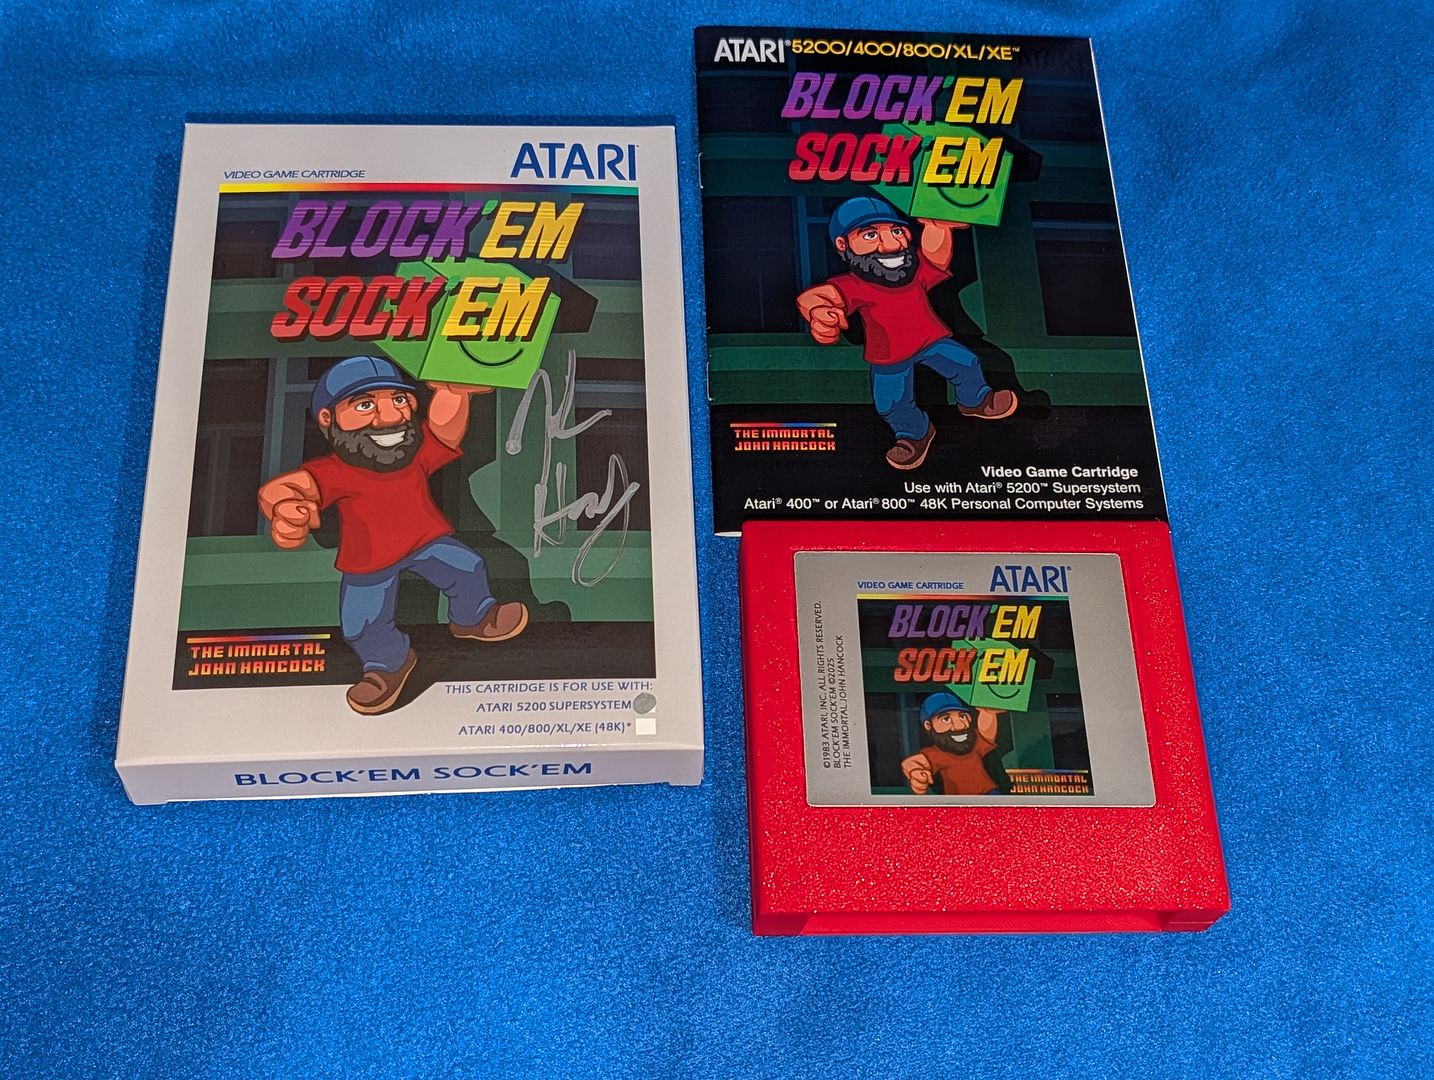 VIDEO GAME CARTRIDGE
ATARI
BLOCK'EM
SOCK'EM
THE IMMORTAL
JOHN HANCOCK
THIS CARTRIDGE IS FOR USE WITH:
ATARI 5200 SUPERSYSTEM
ATARI 400/800/XL/XE (48K)*
BLOCK'EM SOCK'EM
ATARI® 5200/400/800/XL/XE™
BLOCK'EM
SOCK'EM
THE IMMORTAL
JOHN HANCOCK
Video Game Cartridge
Use with Atari® 5200™ Supersystem
Atari® 400™ or Atari® 800™ 48K Personal Computer Systems
VIDEO GAME CARTRIDGE
ATARI®
BLOCK'EM
SOCK'EM
THE IMMORTAL
JOHN HANCOCK
©1983 ATARI, INC. ALL RIGHTS RESERVED.
BLOCK'EM SOCK'EM ©2025
THE IMMORTAL JOHN HANCOCK